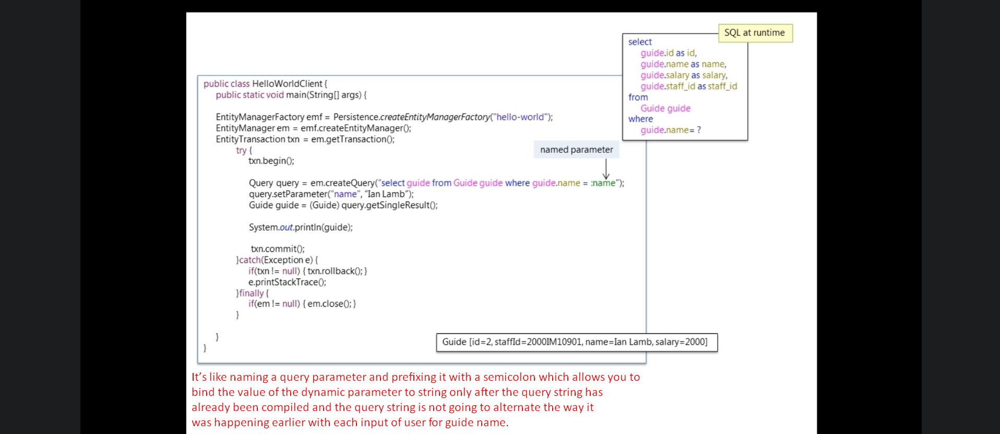 SQL at runtime
select
guide.id as id,
guide.name as name,
guide.salary as salary,
guide.staff_id as staff_id
from
Guide guide
where
guide.name= ?
public class HelloWorldClient {
public static void main(String[] args) {
EntityManagerFactory emf = Persistence.createEntityManagerFactory("hello-world");
EntityManager em = emf.createEntityManager();
EntityTransaction txn = em.getTransaction();
try {
txn.begin();
named parameter
Query query = em.createQuery("select guide from Guide guide where guide.name = :name");
query.setParameter("name", "Ian Lamb");
Guide guide = (Guide) query.getSingleResult();
System.out.println(guide);
txn.commit();
}catch(Exception e) {
if(txn != null) { txn.rollback(); }
e.printStackTrace();
}finally {
if(em != null) { em.close(); }
}
}
}
Guide [id=2, staffId=2000IM10901, name=Ian Lamb, salary=2000]
It's like naming a query parameter and prefixing it with a semicolon which allows you to
bind the value of the dynamic parameter to string only after the query string has
already been compiled and the query string is not going to alternate the way it
was happening earlier with each input of user for guide name.